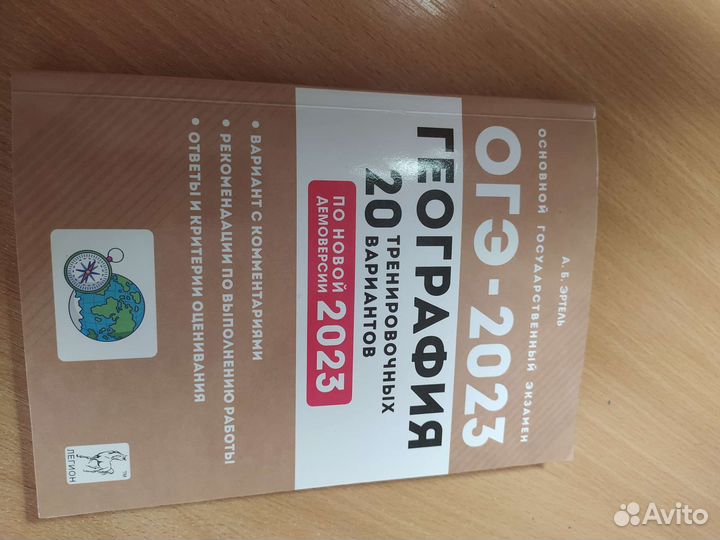 А. Б. ЭРТЕЛЬ
ОСНОВНОЙ ГОСУДАРСТВЕННЫЙ ЭКЗАМЕН
ОГЭ - 2023
ГЕОГРАФИЯ
20 ТРЕНИРОВОЧНЫХ
ВАРИАНТОВ
ПО НОВОЙ
ДЕМОВЕРСИИ
2023
• ВАРИАНТ С КОММЕНТАРИЯМИ
• РЕКОМЕНДАЦИИ ПО ВЫПОЛНЕНИЮ РАБОТЫ
• ОТВЕТЫ И КРИТЕРИИ ОЦЕНИВАНИЯ
ЛЕГИОН
TM
Avito